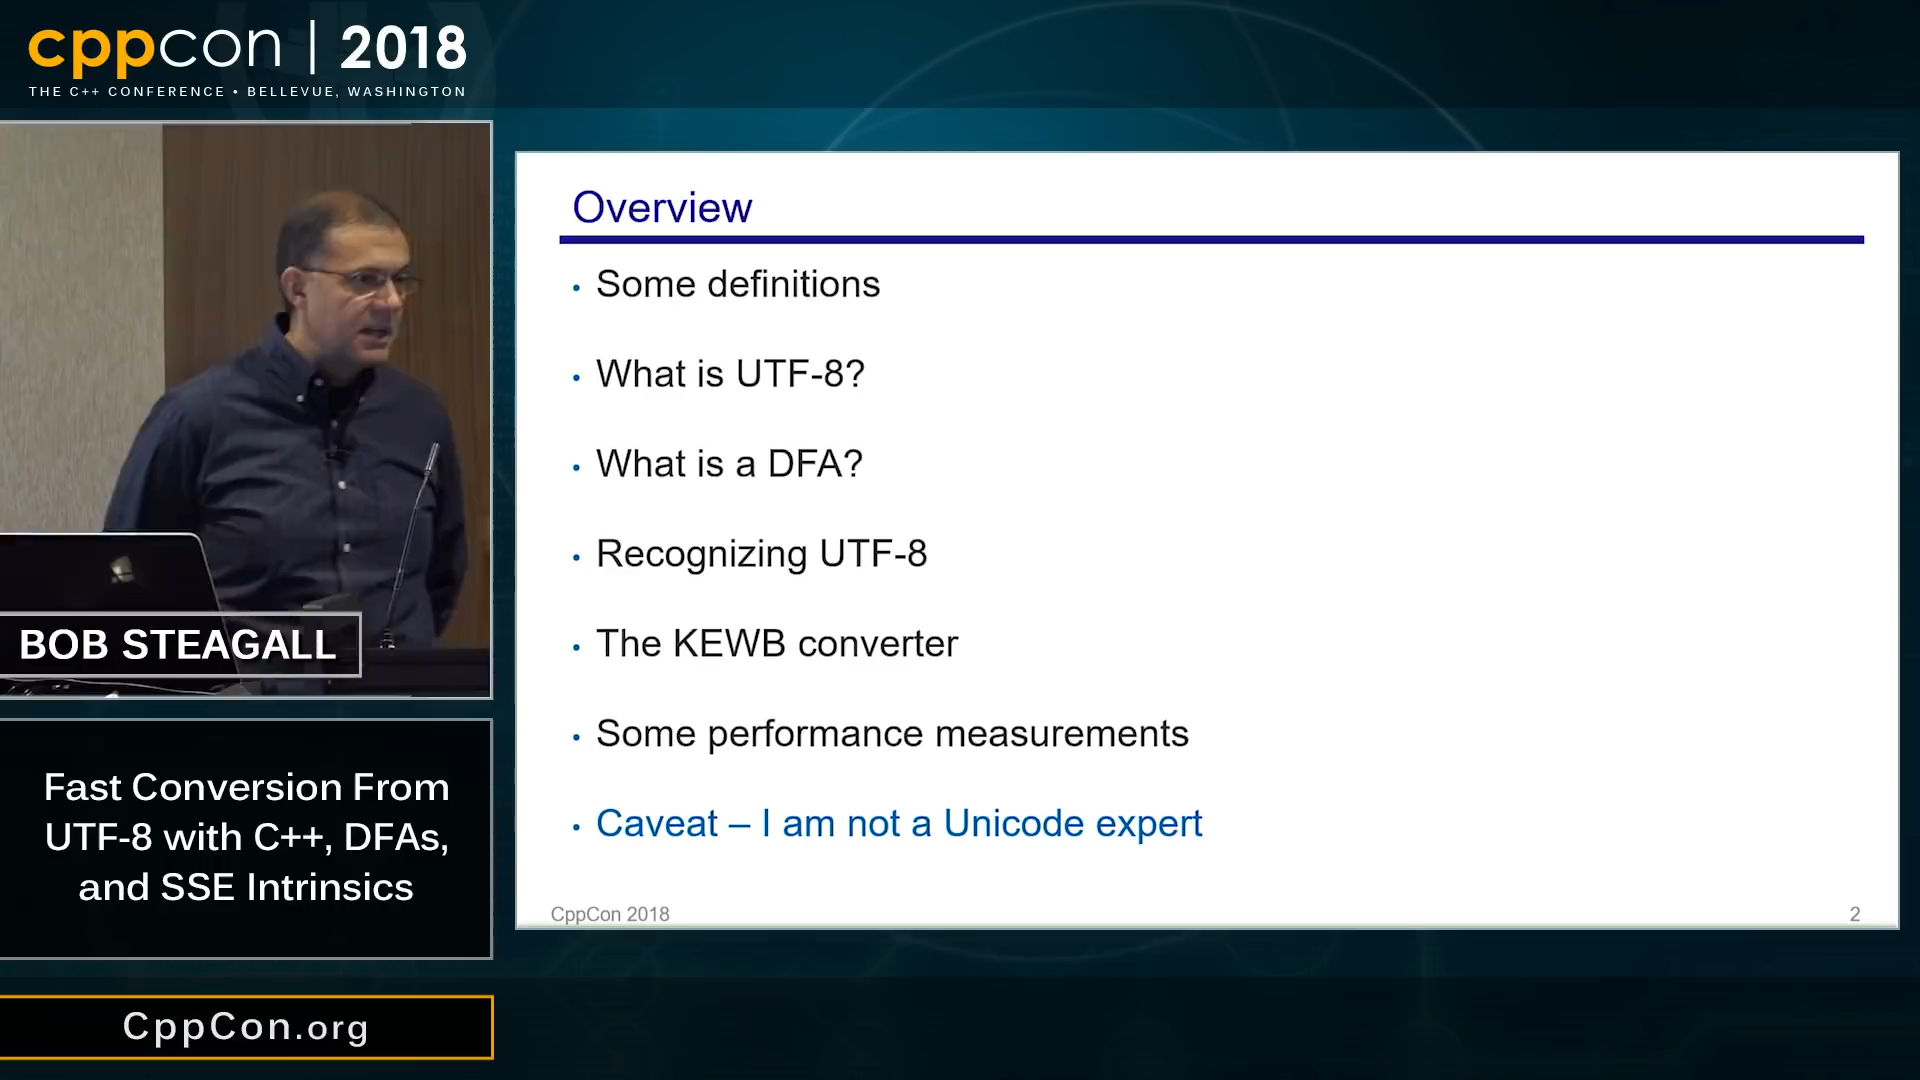 cppcon | 2018
THE C++ CONFERENCE • BELLEVUE, WASHINGTON
BOB STEAGALL
Fast Conversion From
UTF-8 with C++, DFAs,
and SSE Intrinsics
CppCon.org
Overview
• Some definitions
• What is UTF-8?
• What is a DFA?
• Recognizing UTF-8
• The KEWB converter
• Some performance measurements
• Caveat – I am not a Unicode expert
CppCon 2018
2